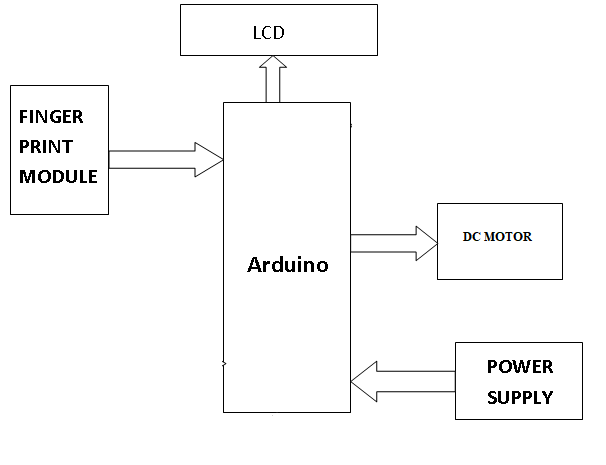 LCD
FINGER
PRINT
MODULE
Arduino
DC MOTOR
POWER
SUPPLY